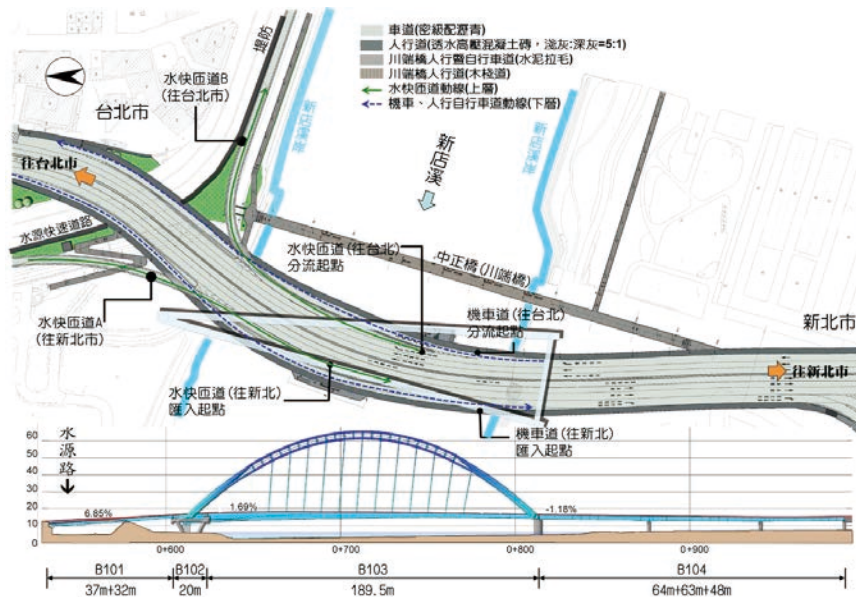 車道(密級配瀝青)
人行道(透水高壓混凝土磚，淺灰:深灰=5:1)
川端橋人行暨自行車道(水泥拉毛)
川端橋人行道(木棧道)
水快匝道動線(上層)
機車、人行自行車道動線(下層)
堤防
水快匝道B
(往台北市)
台北市
往台北市
新店溪
水源快速道路
水快匝道(往台北)
分流起點
中正橋(川端橋)
機車道(往台北)
分流起點
新北市
水快匝道A
(往新北市)
往新北市
水快匝道(往新北)
匯入起點
機車道(往新北)
匯入起點
水源路
60
50
40
30
20
10
0
6.85%
1.69%
-1.18%
0+600
0+700
0+800
0+900
B101
B102
B103
B104
37m+32m
20m
189.5m
64m+63m+48m